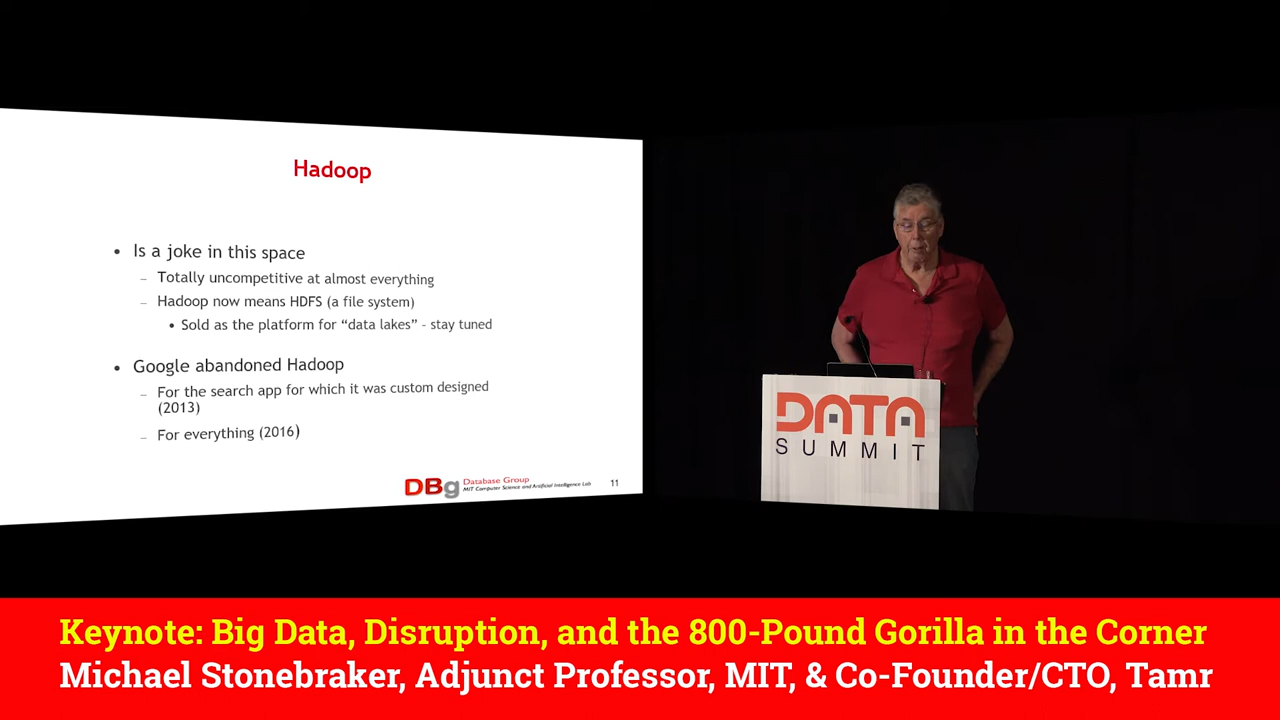 Hadoop
• Is a joke in this space
– Totally uncompetitive at almost everything
– Hadoop now means HDFS (a file system)
• Sold as the platform for “data lakes” - stay tuned
• Google abandoned Hadoop
– For the search app for which it was custom designed
(2013)
– For everything (2016)
DBg Database Group
MIT Computer Science and Artificial Intelligence Lab
11
DATA
SUMMIT
Keynote: Big Data, Disruption, and the 800-Pound Gorilla in the Corner
Michael Stonebraker, Adjunct Professor, MIT, & Co-Founder/CTO, Tamr